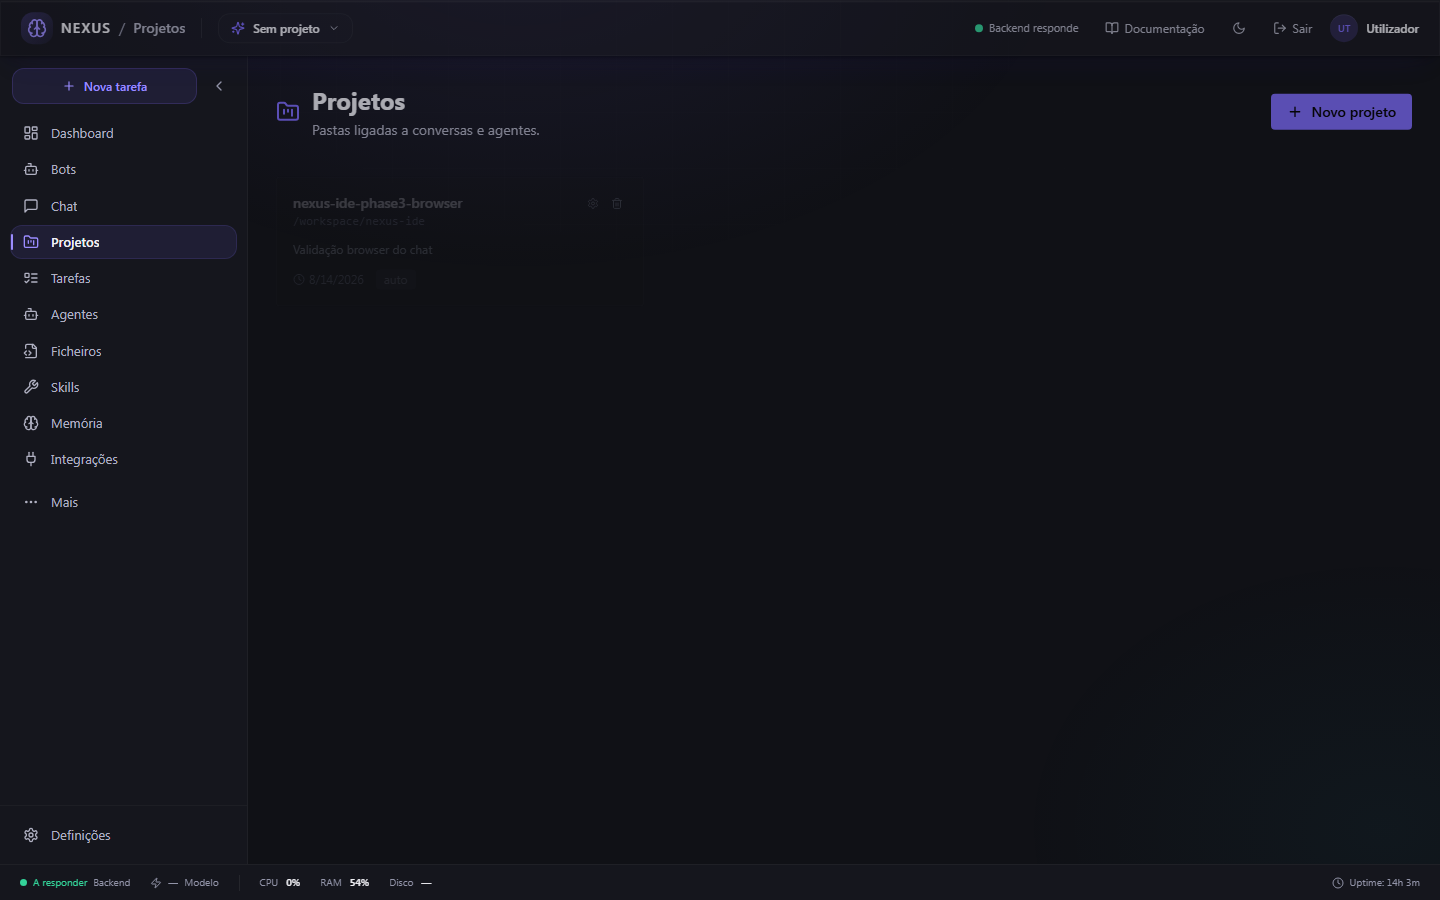 NEXUS / Projetos
Sem projeto
Backend responde
Documentação
Sair
UT
Utilizador
+ Nova tarefa
Dashboard
Bots
Chat
Projetos
Tarefas
Agentes
Ficheiros
Skills
Memória
Integrações
Mais
Definições
Projetos
Pastas ligadas a conversas e agentes.
+ Novo projeto
nexus-ide-phase3-browser
/workspace/nexus-ide
Validação browser do chat
8/14/2026 auto
A responder Backend
— Modelo
CPU 0%
RAM 54%
Disco —
Uptime: 14h 3m